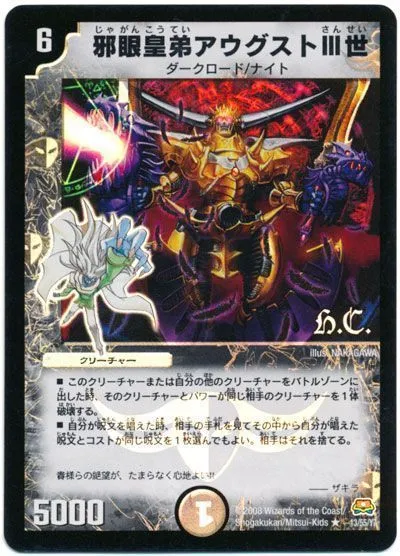 じゃがんこうてい さんせい
6 邪眼皇弟アウグストIII世
ダークロード/ナイト
H.C.
illus. NAKAGAWA
クリーチャー
■ このクリーチャーまたは自分の他のクリーチャーをバトルゾーンに
出した時、そのクリーチャーとパワーが同じ相手のクリーチャーを1体
破壊する。
■ 自分が呪文を唱えた時、相手の手札を見てその中から自分が唱えた
呪文とコストが同じ呪文を1枚選んでもよい。相手はそれを捨てる。
の絶望が、たまらなく心地よい!!
—— ザキラ
©2008 Wizards of the Coast/
Shogakukan/Mitsui-Kids ★ 13/55/Y7
5000
1